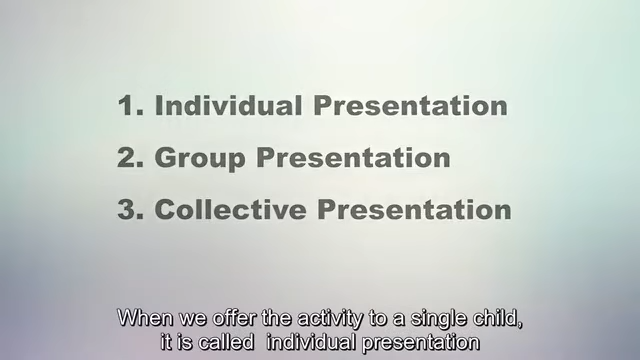 1. Individual Presentation
2. Group Presentation
3. Collective Presentation
When we offer the activity to a single child,
it is called  individual presentation